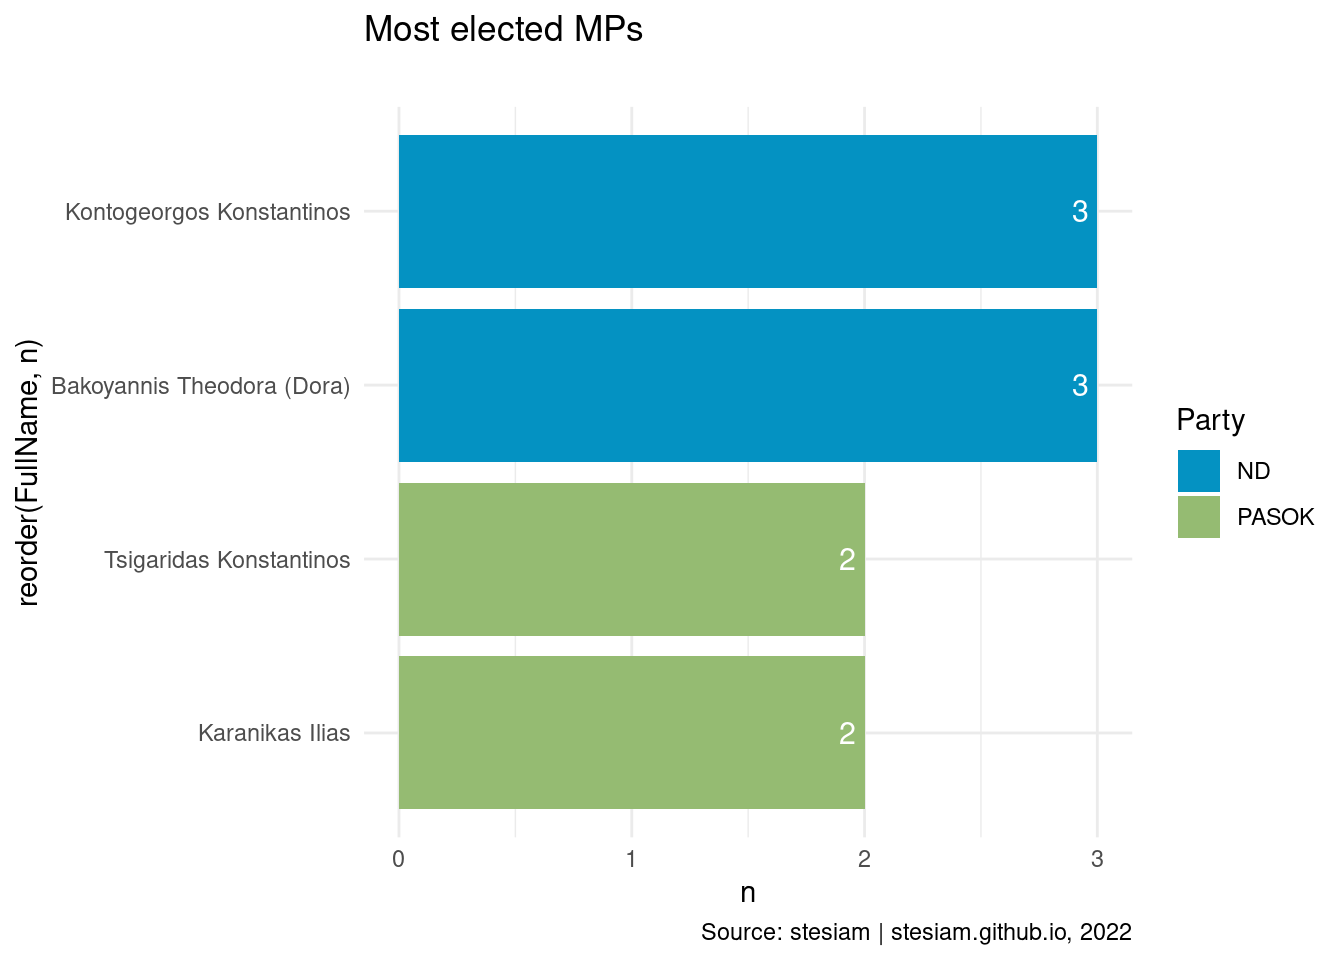 Most elected MPs
reorder(FullName, n)
Kontogeorgos Konstantinos
3
Bakoyannis Theodora (Dora)
3
Tsigaridas Konstantinos
2
Karanikas Ilias
2
0
1
2
3
n
Party
ND
PASOK
Source: stesiam | stesiam.github.io, 2022